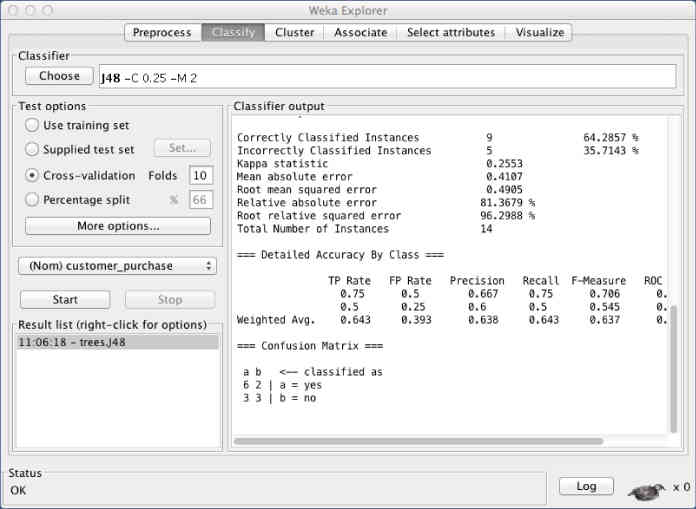 Weka Explorer
Preprocess Classify Cluster Associate Select attributes Visualize
Classifier
Choose J48 -C 0.25 -M 2
Test options
Use training set
Supplied test set Set...
Cross-validation Folds 10
Percentage split % 66
More options...
(Nom) customer_purchase
Start Stop
Result list (right-click for options)
11:06:18 - trees.J48
Classifier output
Correctly Classified Instances 9 64.2857 %
Incorrectly Classified Instances 5 35.7143 %
Kappa statistic 0.2553
Mean absolute error 0.4107
Root mean squared error 0.4905
Relative absolute error 81.3679 %
Root relative squared error 96.2988 %
Total Number of Instances 14
=== Detailed Accuracy By Class ===
TP Rate FP Rate Precision Recall F-Measure ROC
0.75 0.5 0.667 0.75 0.706 0.
0.5 0.25 0.6 0.5 0.545 0.
Weighted Avg. 0.643 0.393 0.638 0.643 0.637 0.
=== Confusion Matrix ===
a b <-- classified as
6 2 | a = yes
3 3 | b = no
Status
OK
Log x 0